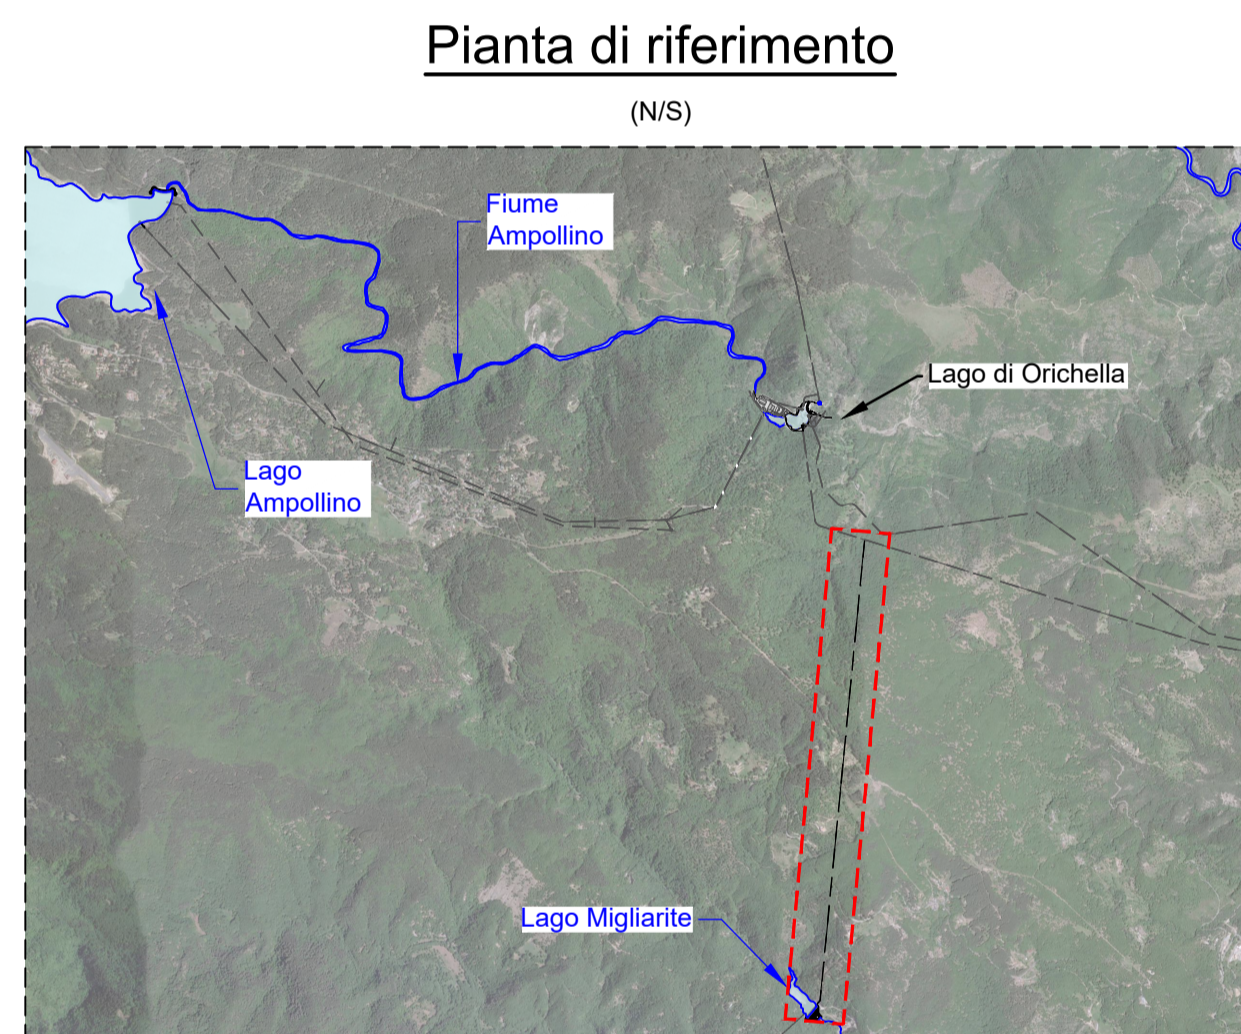 Pianta di riferimento
(N/S)
Fiume
Ampollino
Lago di Orichella
Lago
Ampollino
Lago Migliarite